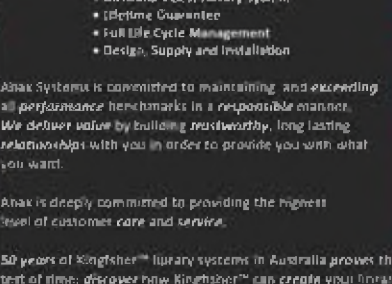 • Lifetime Guarantee
• Full Life Cycle Management
• Design, Supply and Installation
Systems is committed to maintaining and exceeding
all performance benchmarks in a responsible manner.
We deliver value by building trustworthy, long lasting
relationships with you in order to provide you with what
you want.
is deeply committed to providing the highest
level of customer care and service.
50 years of Kingfisher™ library systems in Australia proves th
test of time; discover how Kingfisher™ can create your librar